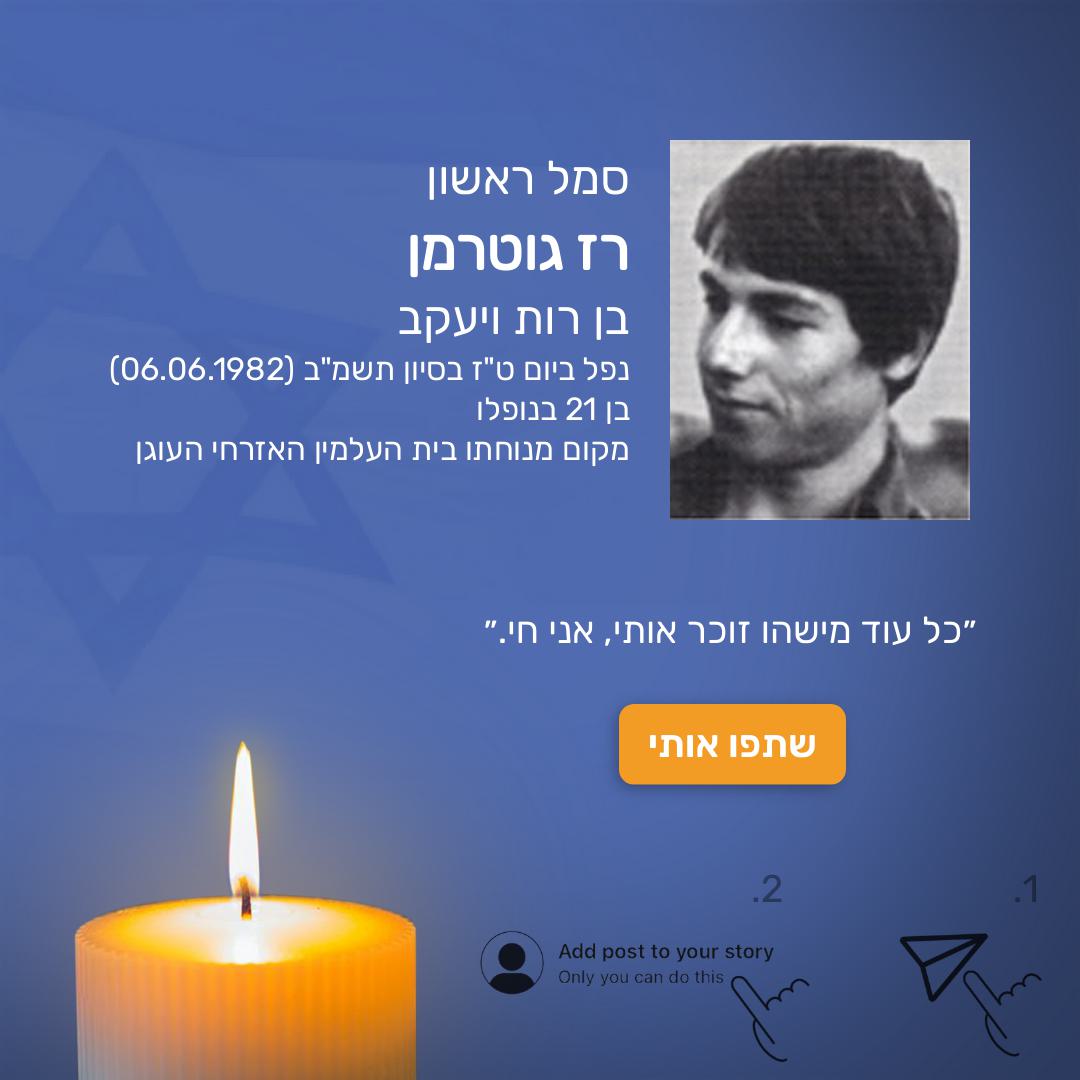 סמל ראשון
רז גוטרמן
בן רות ויעקב
נפל ביום ט"ז בסיון תשמ"ב (06.06.1982)
בן 21 בנופלו
מקום מנוחתו בית העלמין האזרחי העוגן
״כל עוד מישהו זוכר אותי, אני חי.״
שתפו אותי
.1
.2
Add post to your story
Only you can do this